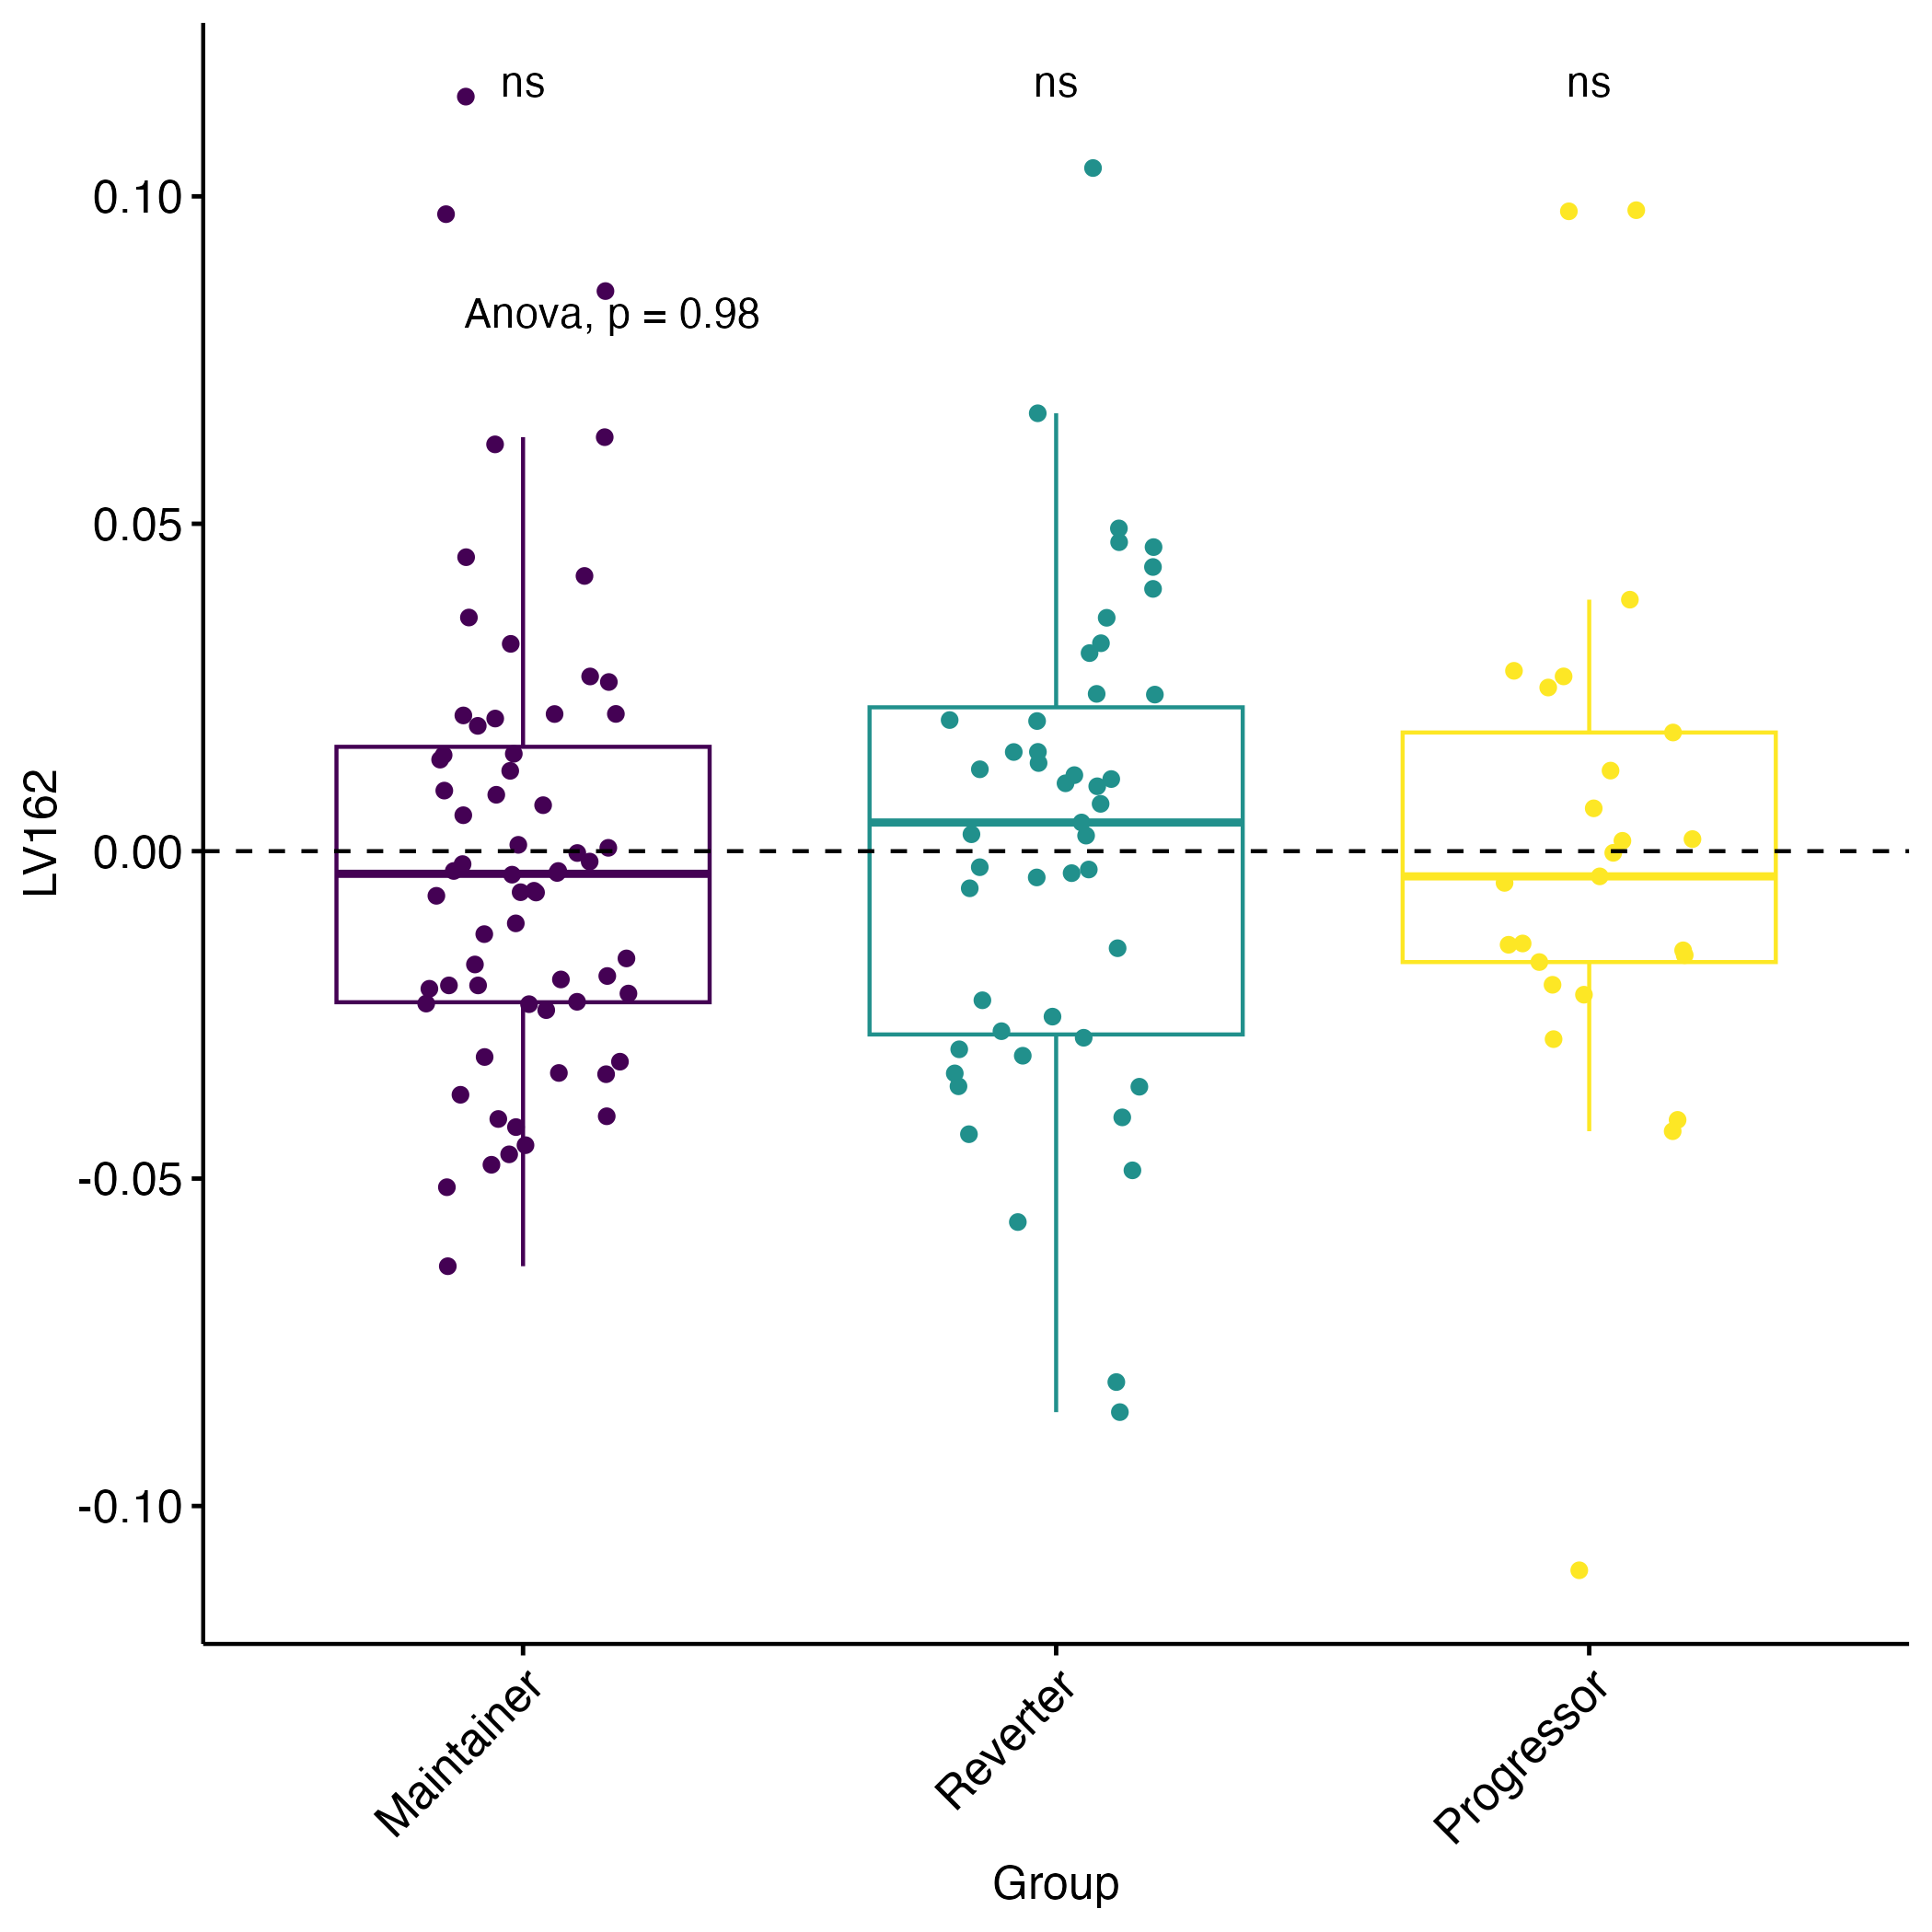 ns ns ns
Anova, p = 0.98
0.10
0.05
0.00
-0.05
-0.10
LV162
Maintainer
Reverter
Progressor
Group